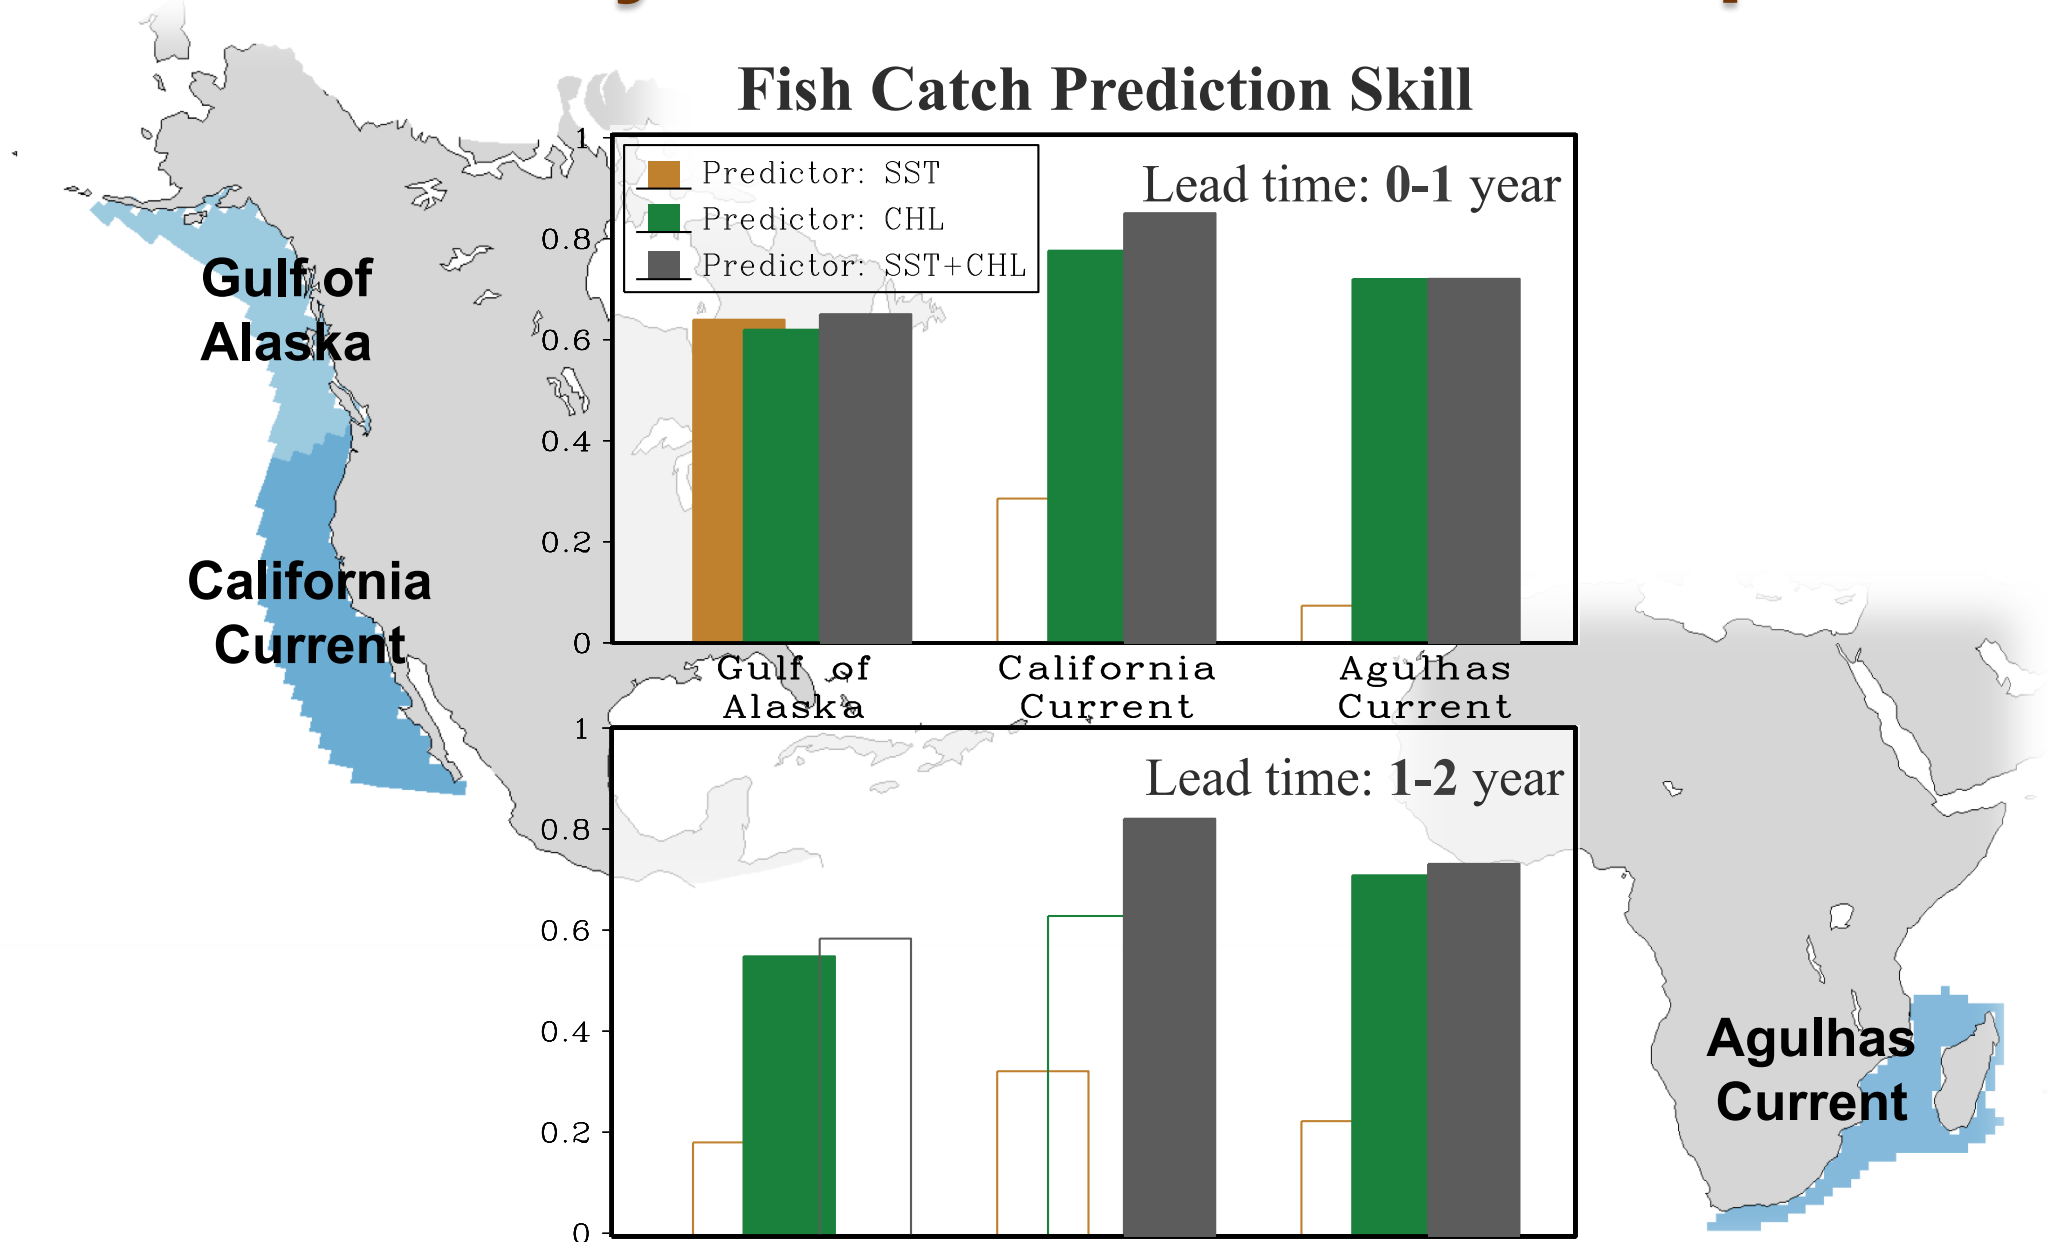 Fish Catch Prediction Skill
Gulf of
Alaska
California
Current
1
0.8
0.6
0.4
0.2
0
Predictor: SST
Predictor: CHL
Predictor: SST+CHL
Lead time: 0-1 year
Gulf of
Alaska
California
Current
Agulhas
Current
1
0.8
0.6
0.4
0.2
0
Lead time: 1-2 year
Agulhas
Current